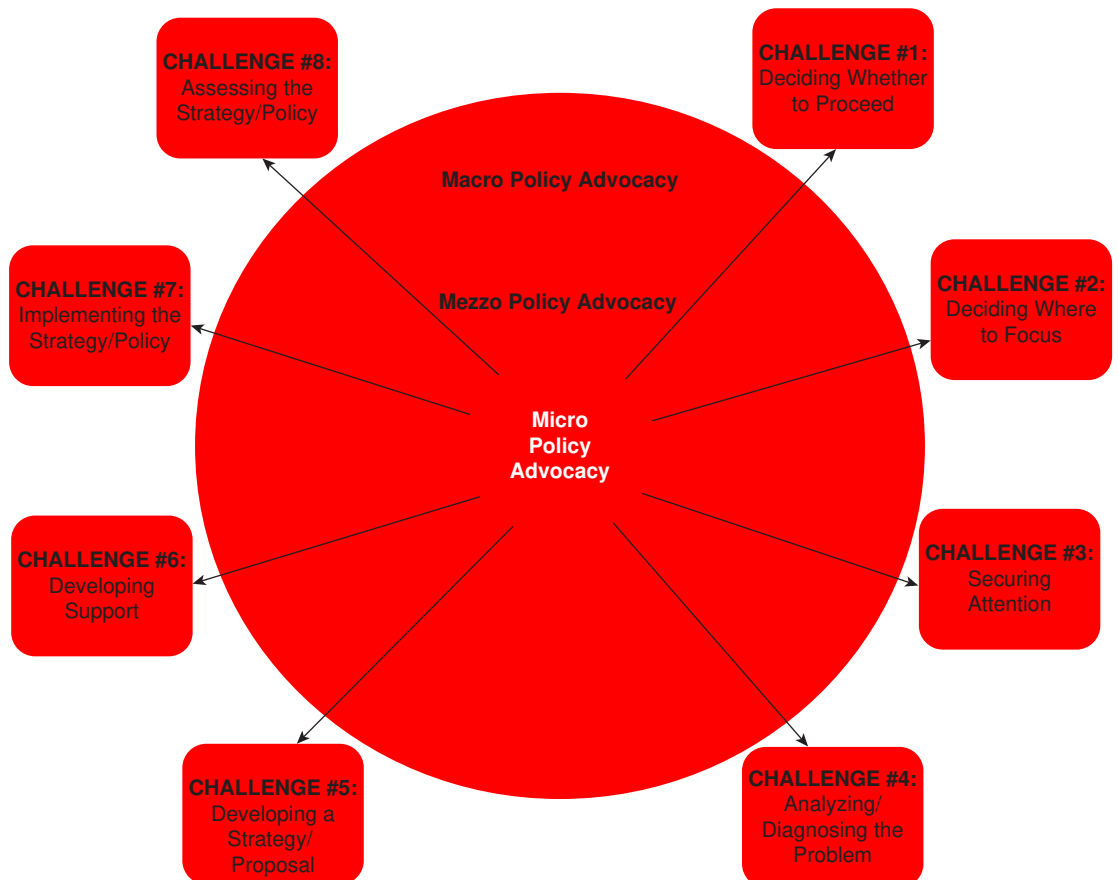 CHALLENGE #8:
Assessing the
Strategy/Policy
CHALLENGE #1:
Deciding Whether
to Proceed
Macro Policy Advocacy
CHALLENGE #7:
Implementing the
Strategy/Policy
Mezzo Policy Advocacy
CHALLENGE #2:
Deciding Where
to Focus
Micro
Policy
Advocacy
CHALLENGE #6:
Developing
Support
CHALLENGE #3:
Securing
Attention
CHALLENGE #5:
Developing a
Strategy/
Proposal
CHALLENGE #4:
Analyzing/
Diagnosing the
Problem